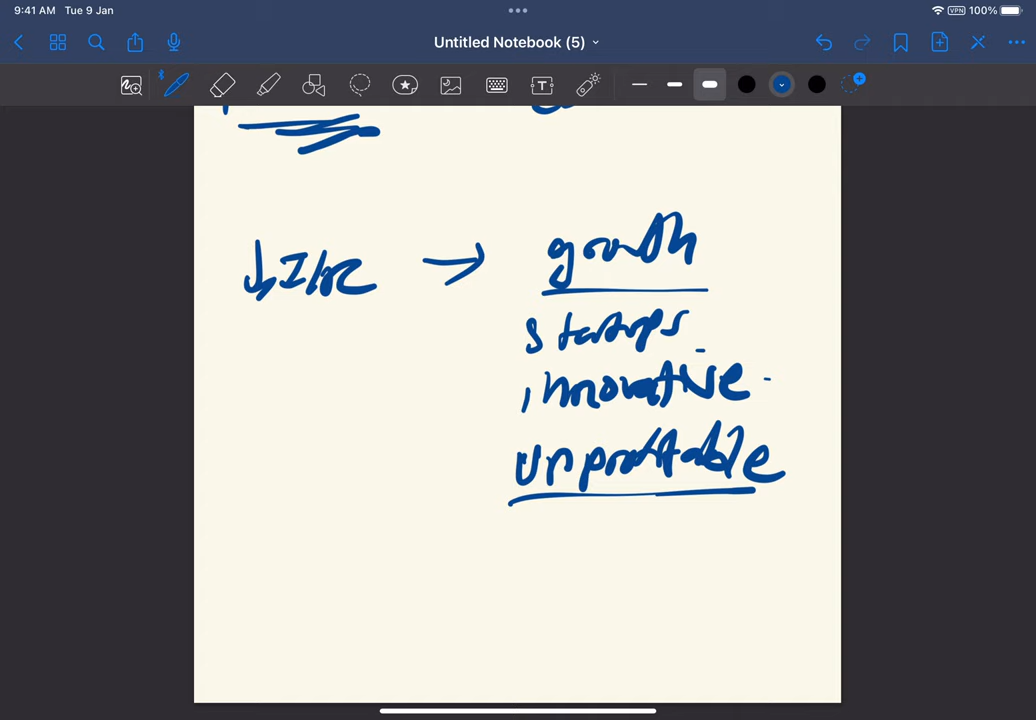 9:41 AM Tue 9 Jan
VPN 100%
Untitled Notebook (5)
T
↓ I/R → growth
startups
innovative
unprofitable